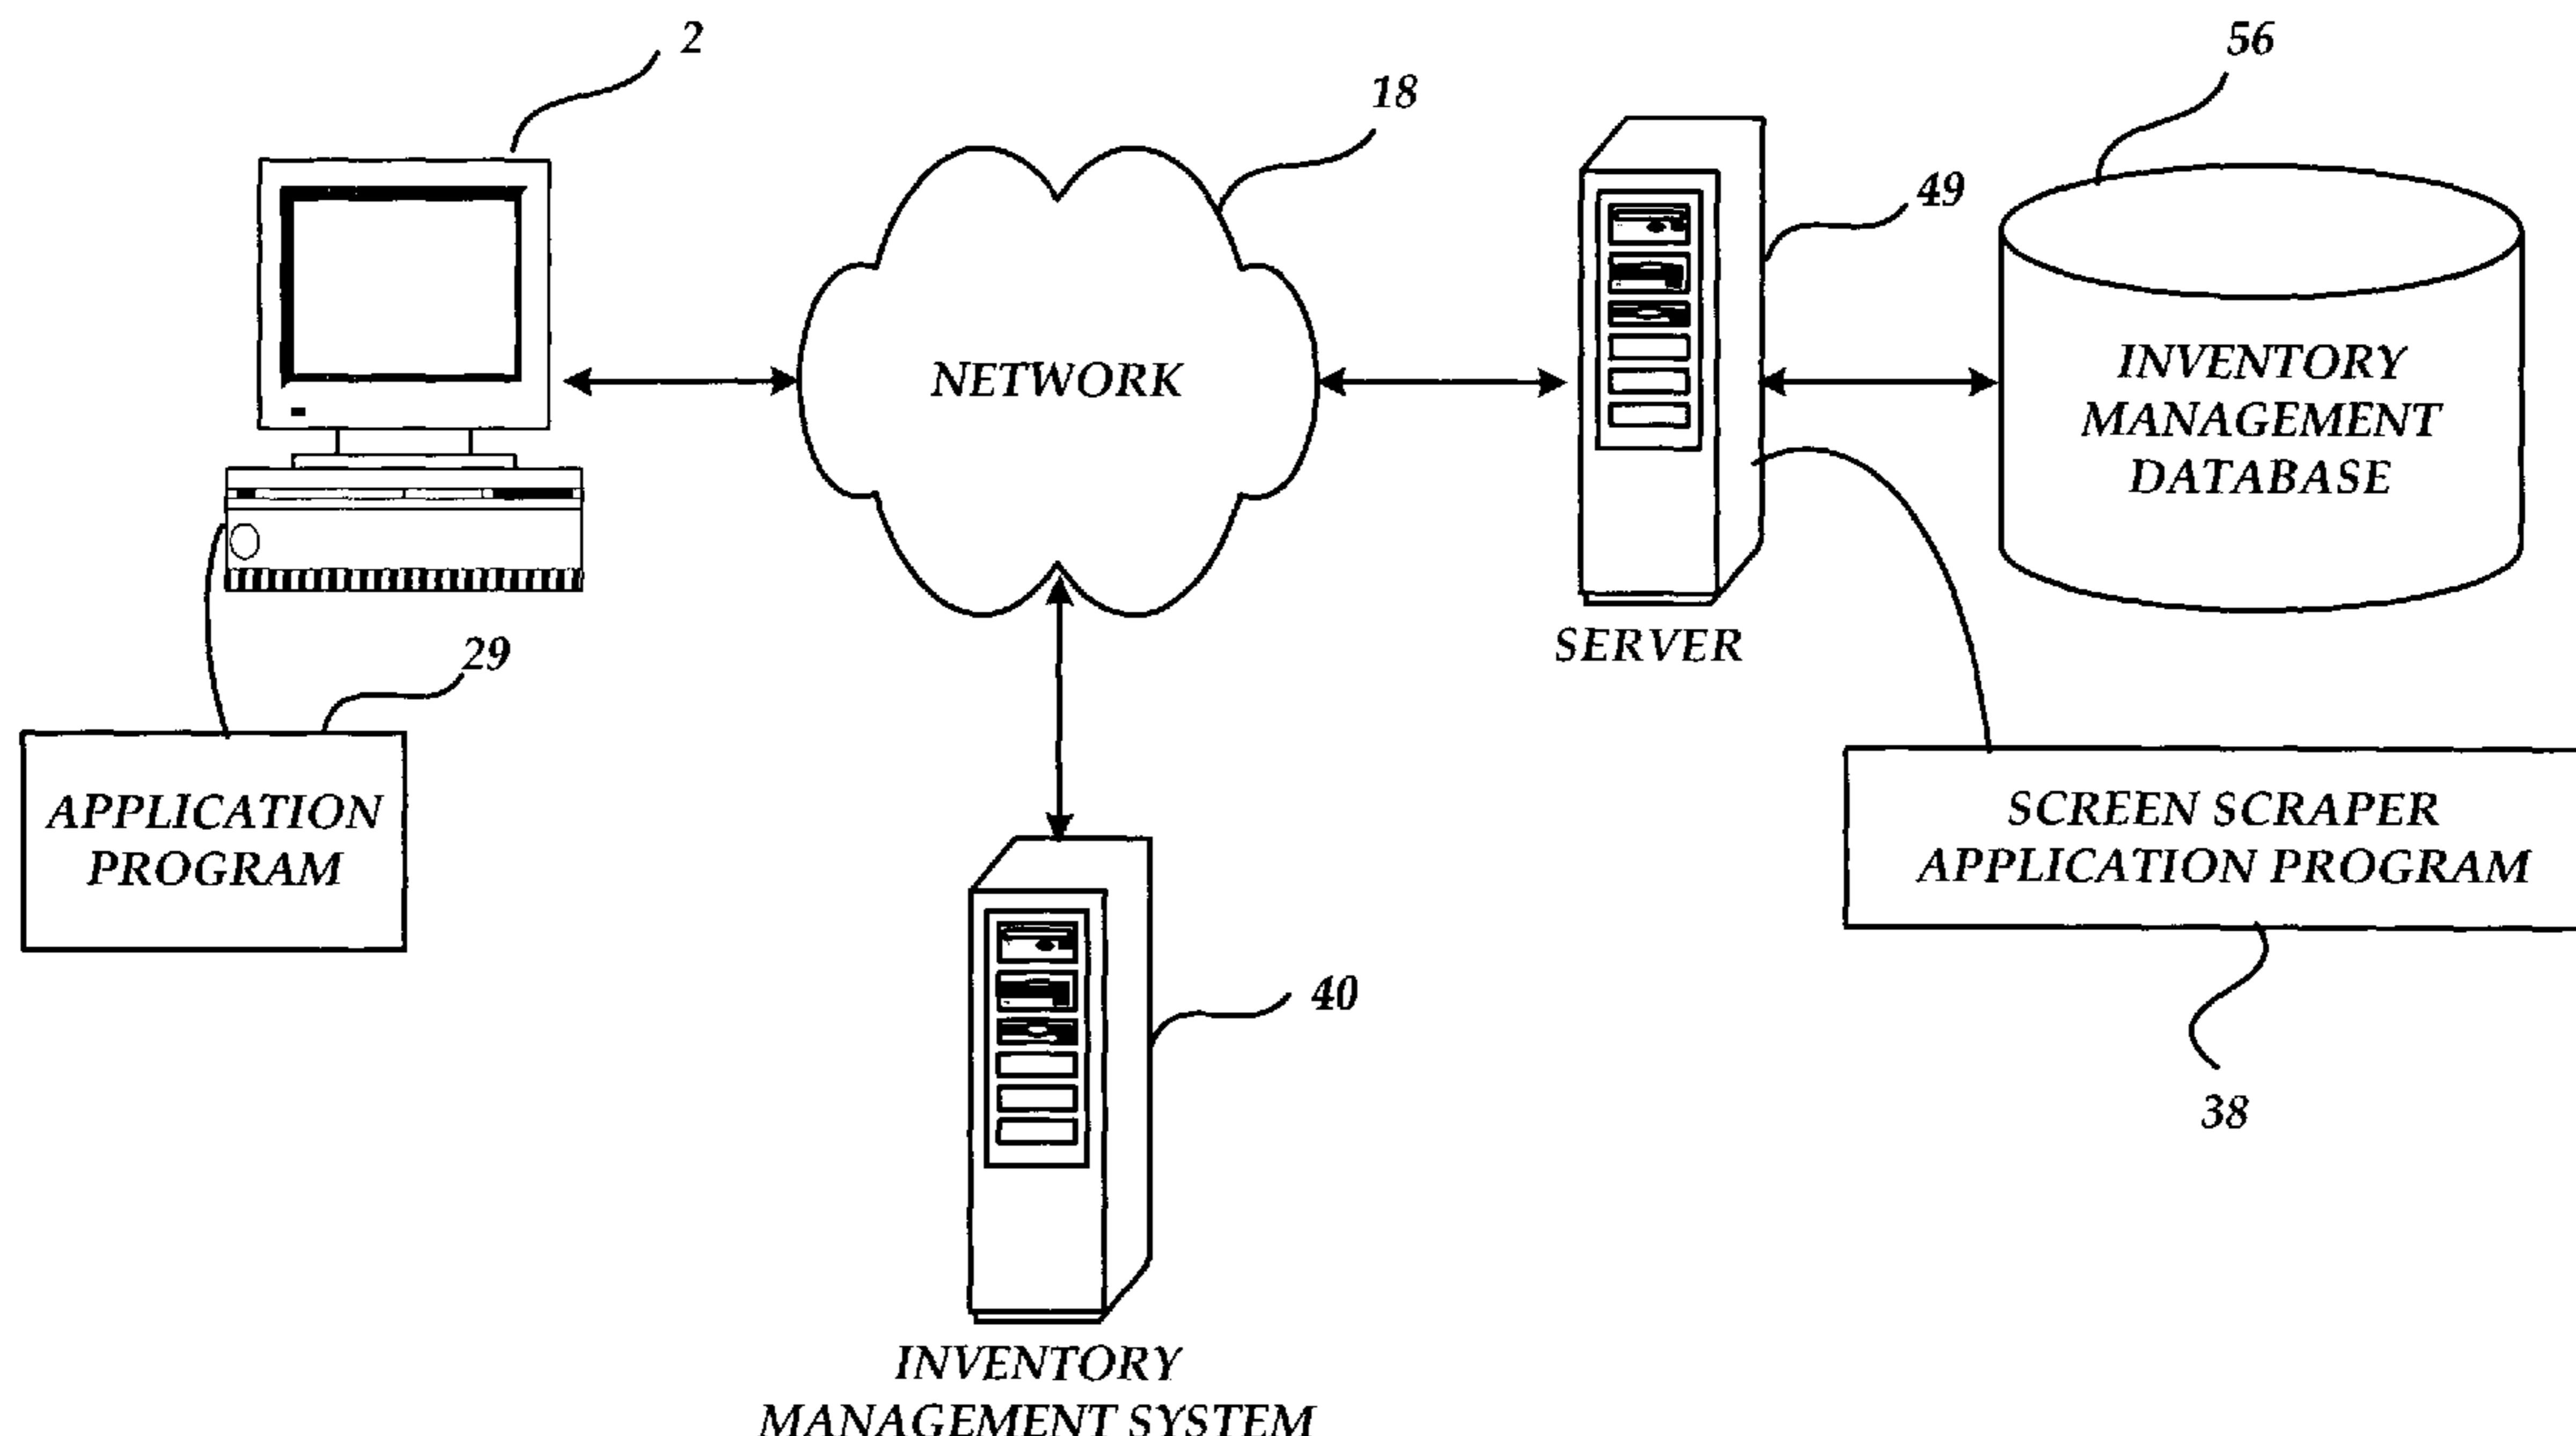 2
18
56
49
NETWORK
INVENTORY
MANAGEMENT
DATABASE
SERVER
29
APPLICATION
PROGRAM
SCREEN SCRAPER
APPLICATION PROGRAM
40
38
INVENTORY
MANAGEMENT SYSTEM